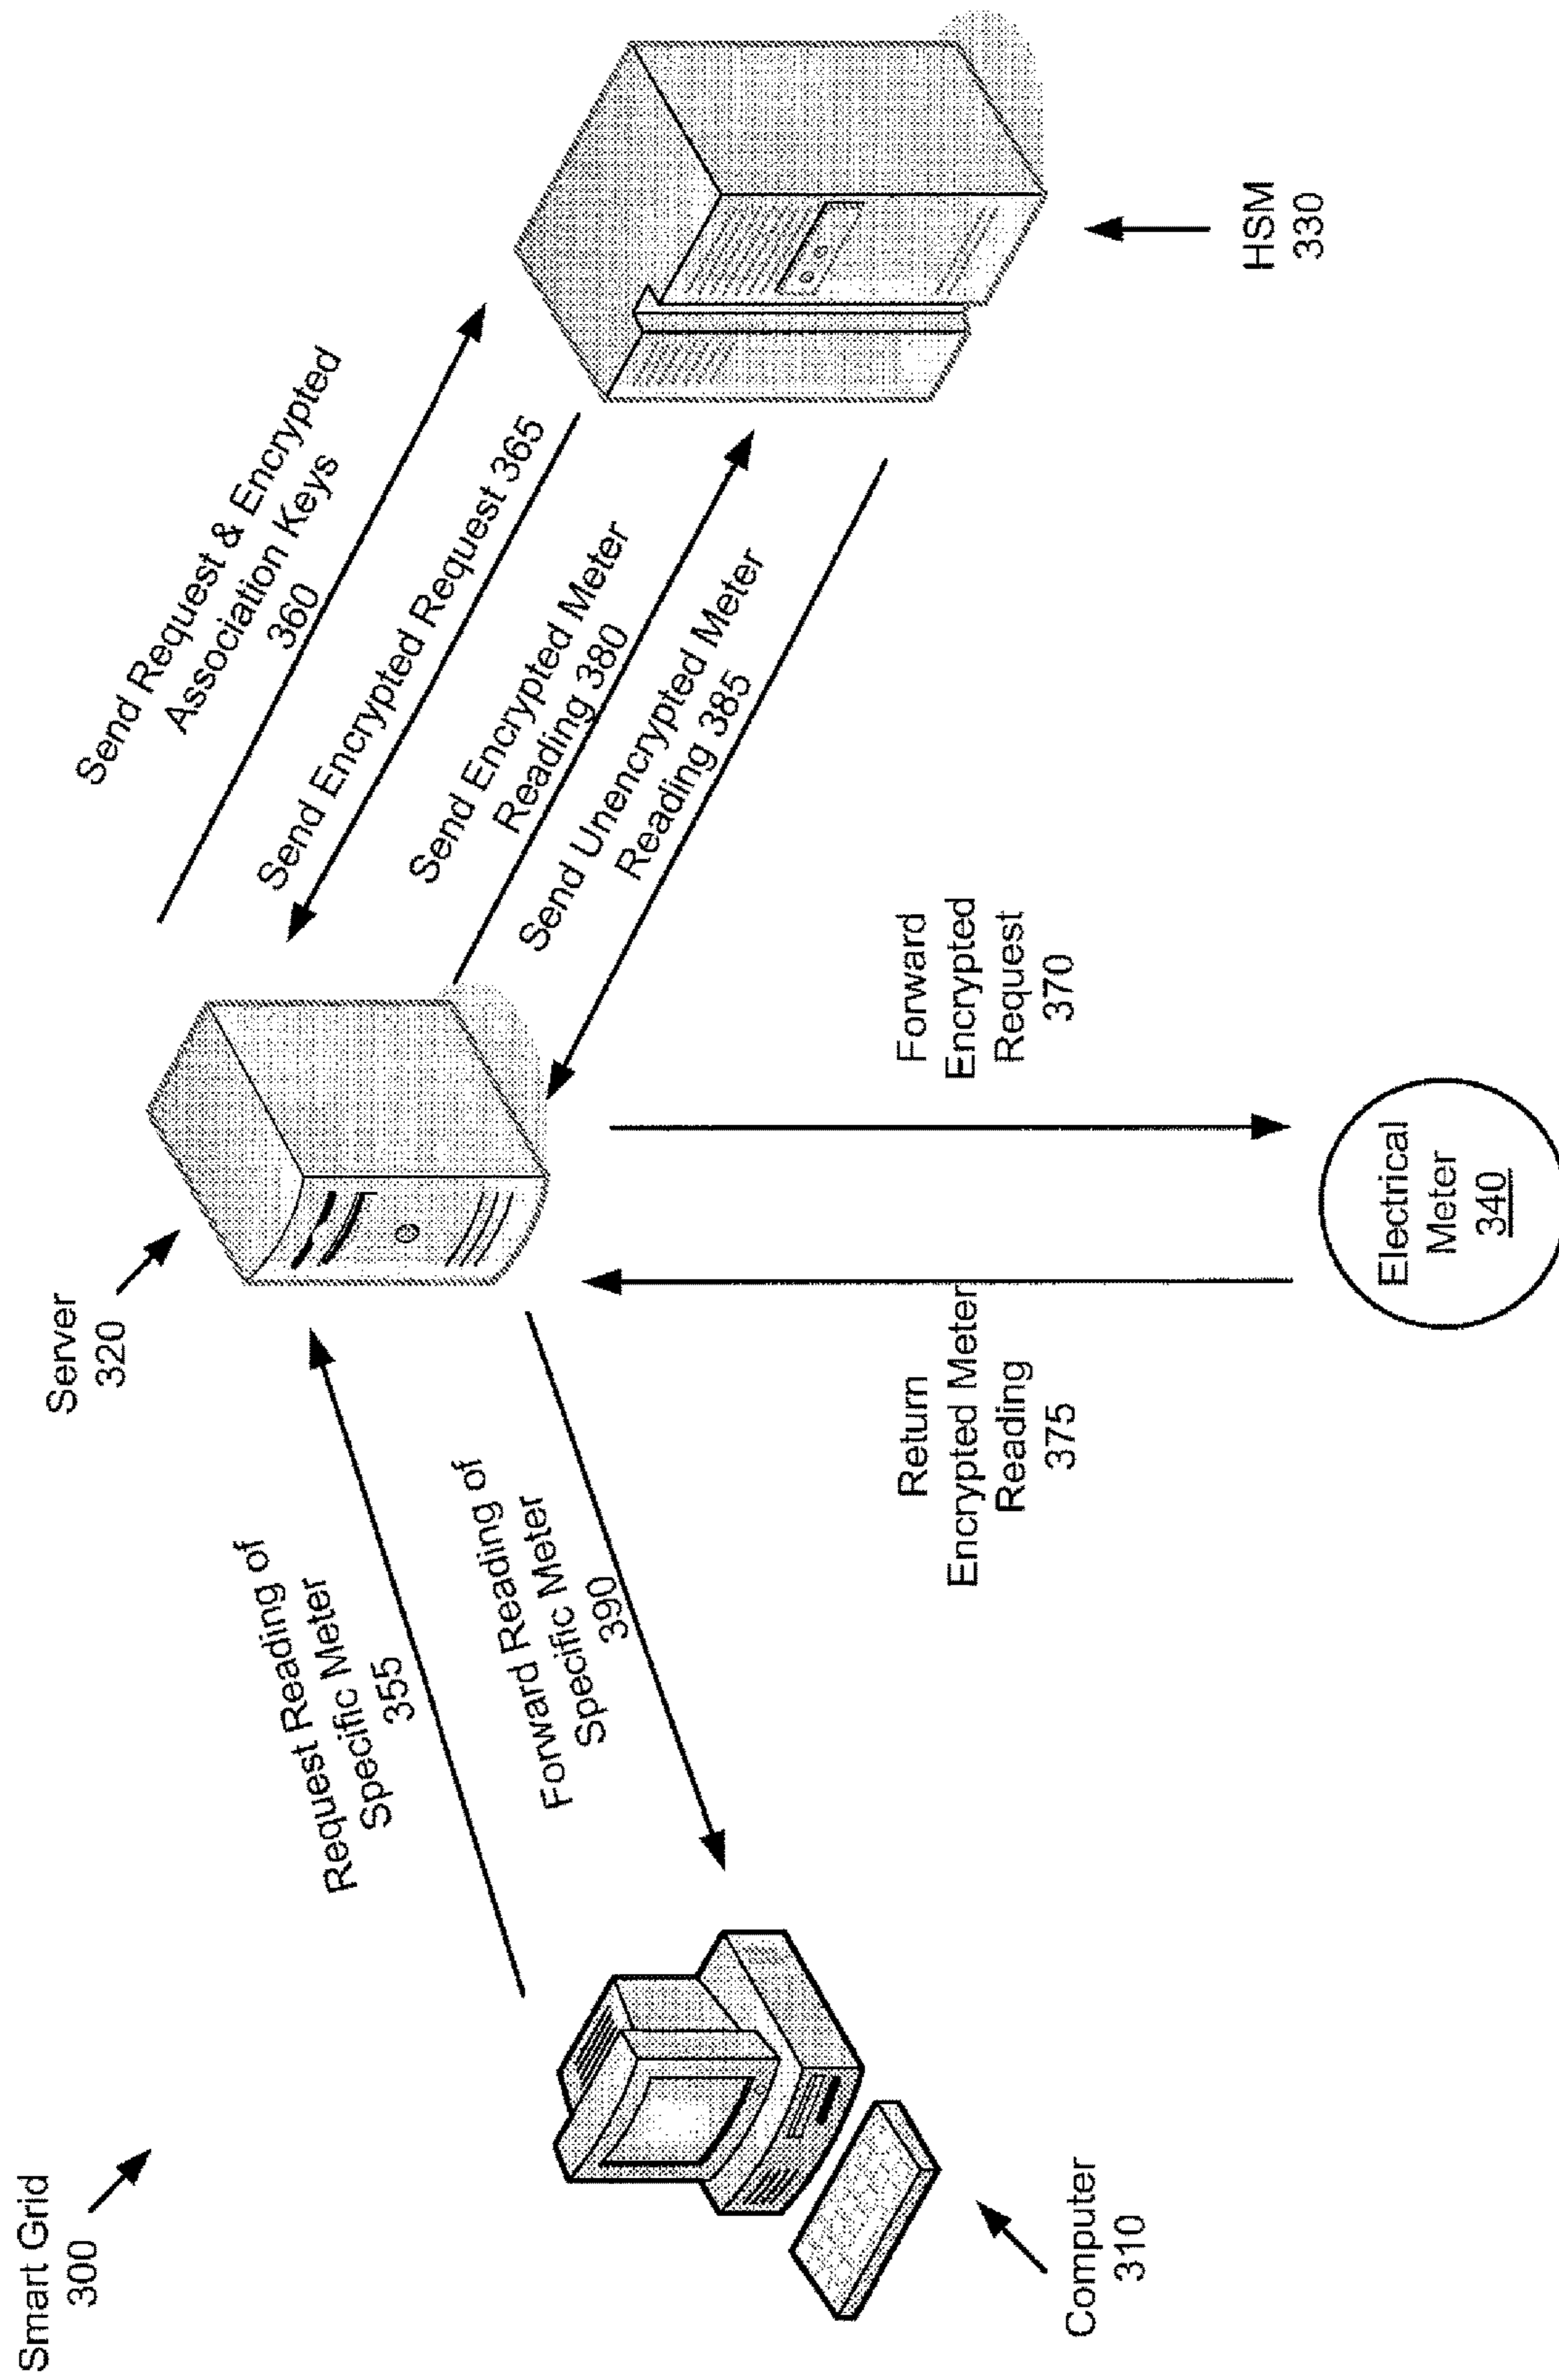 Smart Grid
300
Server
320
Send Request & Encrypted
Association Keys
360
Send Encrypted Request 365
Send Encrypted Meter
Reading 380
Send Unencrypted Meter
Reading 385
Request Reading of
Specific Meter
355
Forward Reading of
Specific Meter
390
Return
Encrypted Meter
Reading
375
Forward
Encrypted
Request
370
Computer
310
Electrical
Meter
340
HSM
330